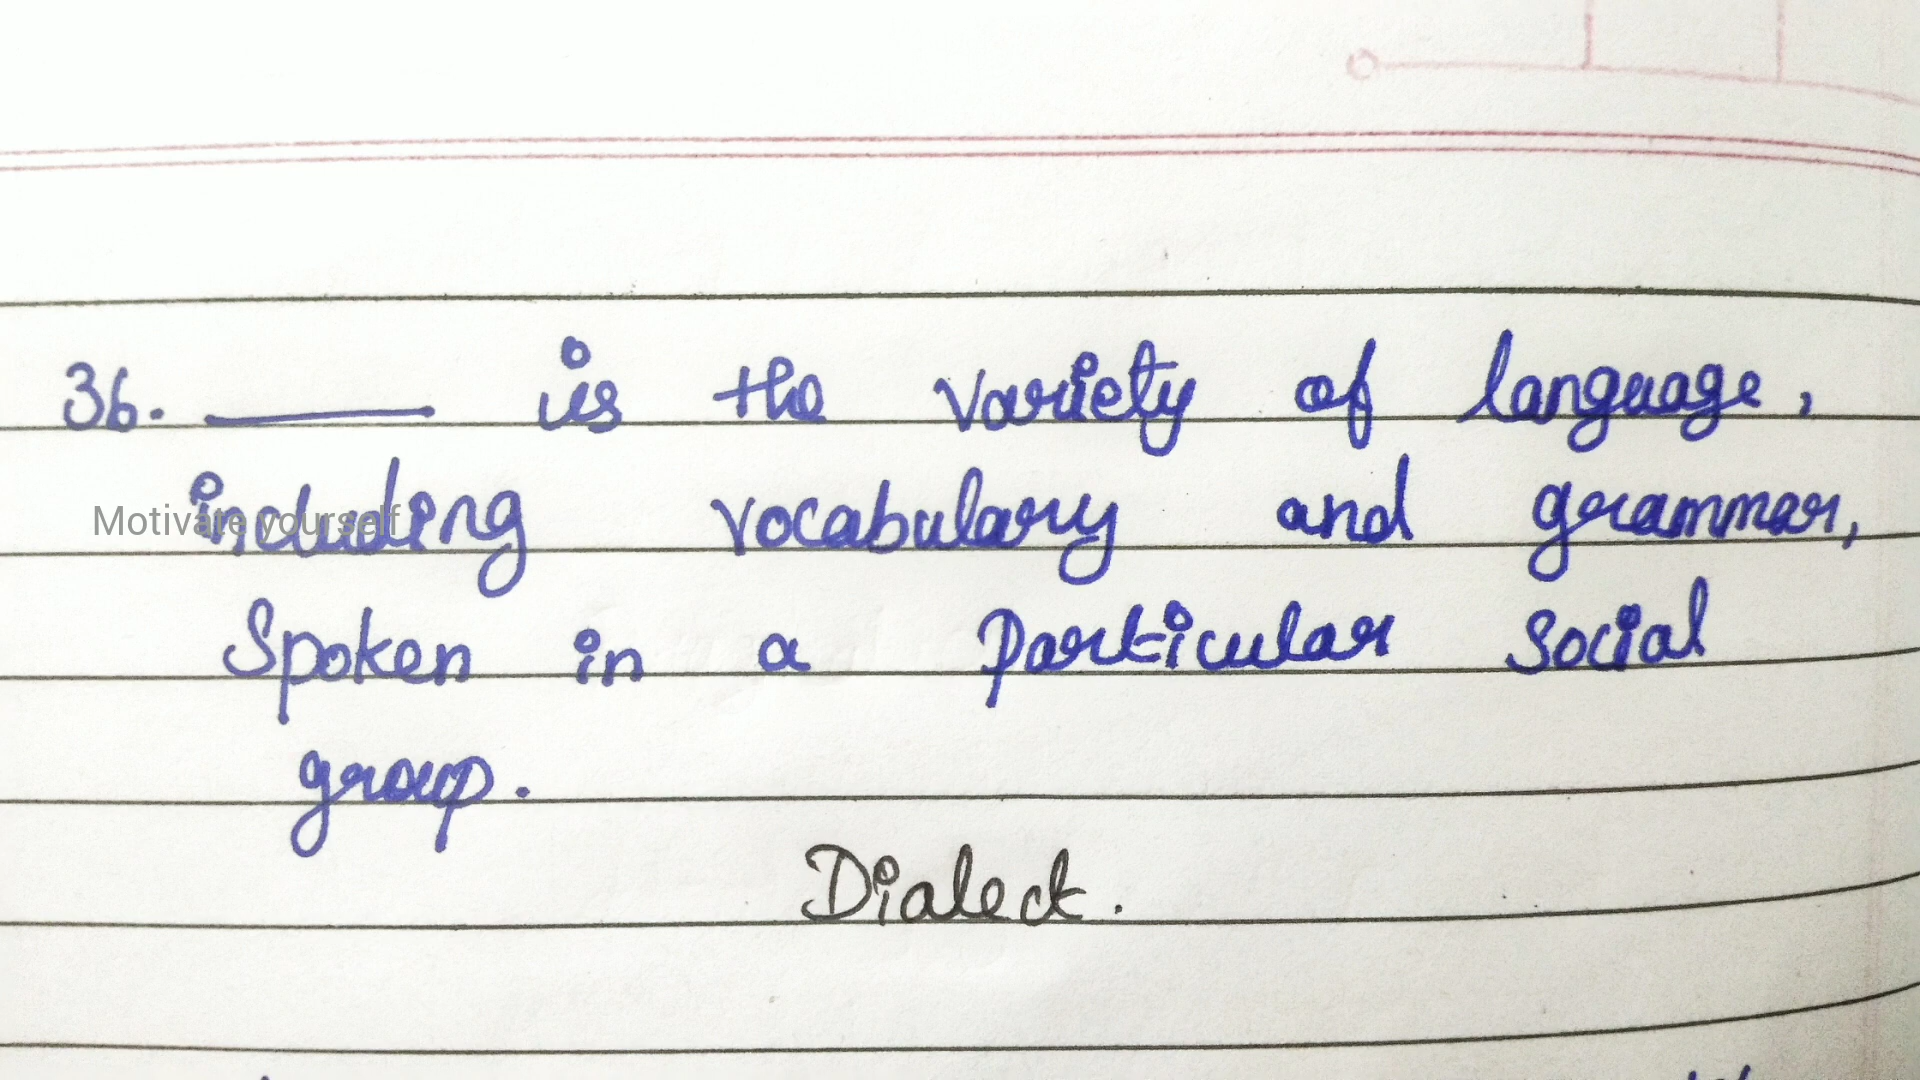 36. ______ is the variety of language,
including vocabulary and grammar,
Spoken in a Particular Social
group.
Dialect.
Motivate yourself